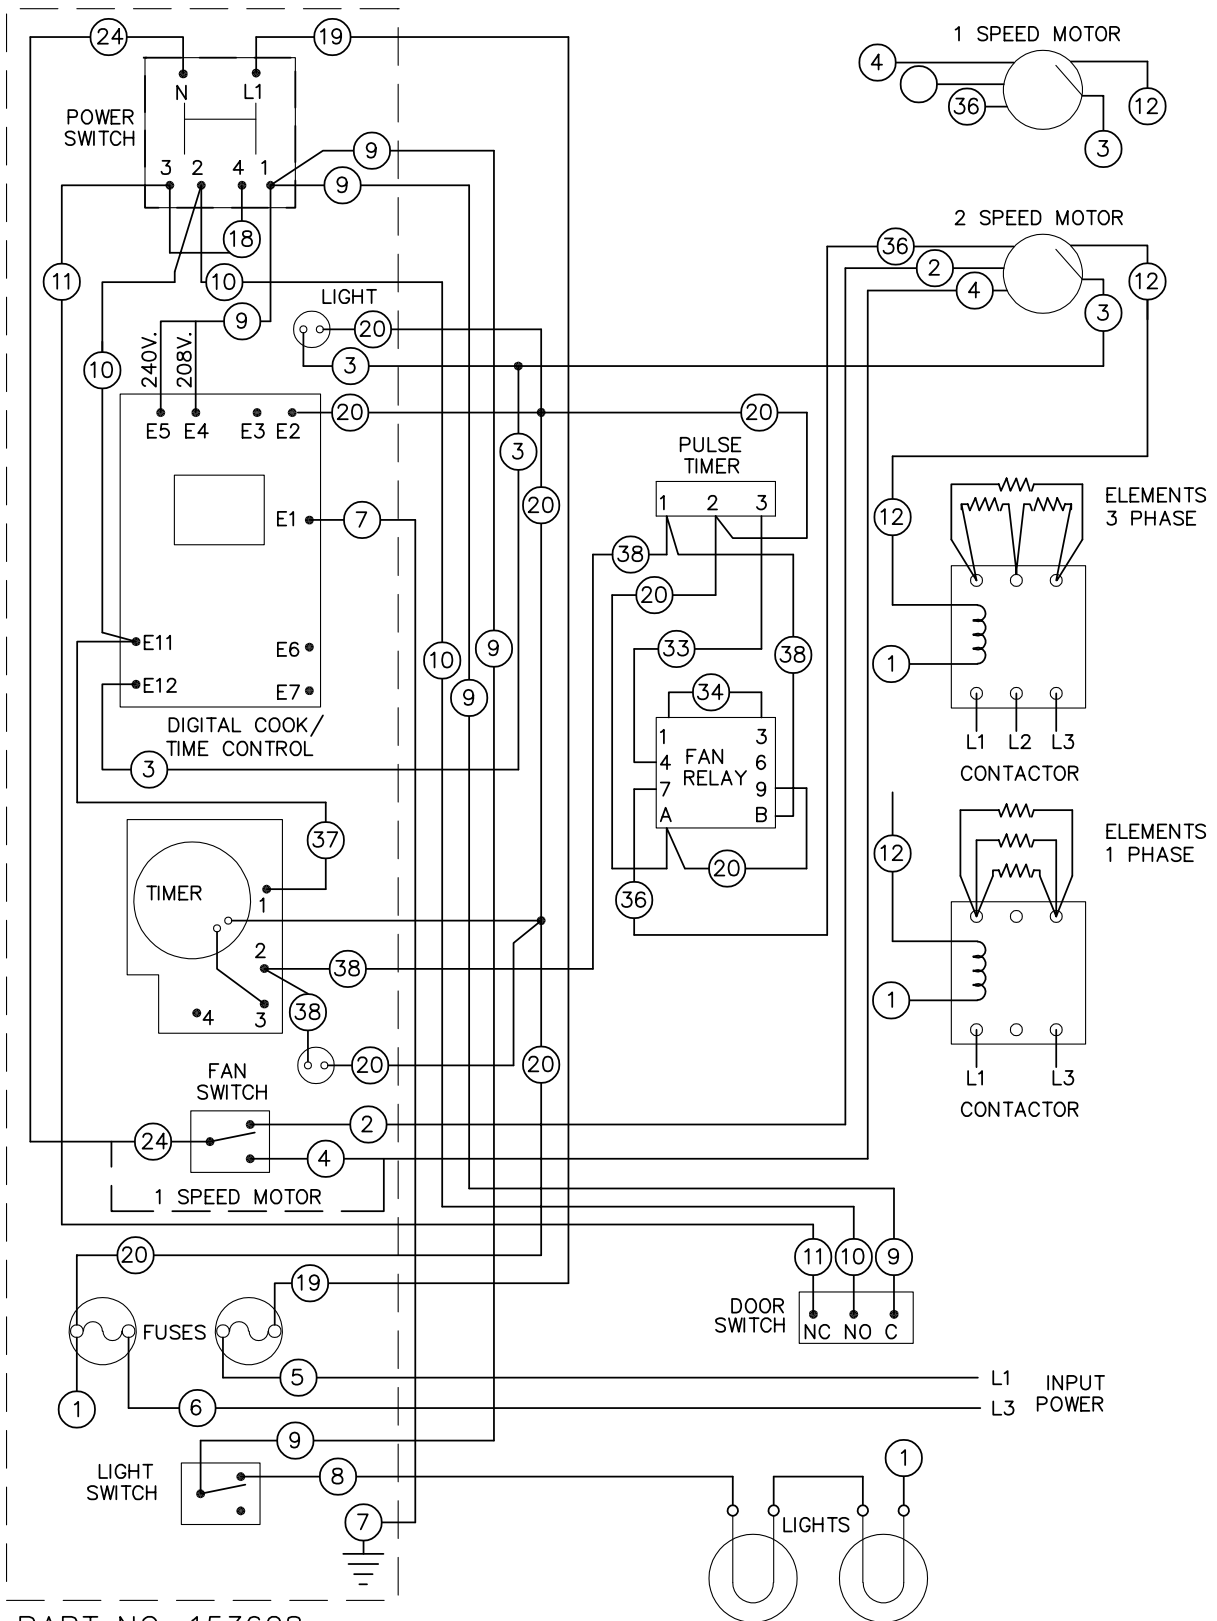 24
19
1 SPEED MOTOR
4
36
12
3
N
L1
POWER
SWITCH
3
2
4
1
9
9
18
11
10
LIGHT
9
20
3
10
240V.
208V.
2 SPEED MOTOR
36
2
4
12
3
E5
E4
E3
E2
20
20
3
20
PULSE
TIMER
1
2
3
E1
7
38
20
33
38
12
ELEMENTS
3 PHASE
1
L1
L2
L3
CONTACTOR
E11
E12
E6
E7
10
9
9
DIGITAL COOK/
TIME CONTROL
3
34
1
3
4
6
7
9
A
B
FAN
RELAY
20
36
37
TIMER
1
2
3
4
38
38
20
20
12
ELEMENTS
1 PHASE
1
L1
L3
CONTACTOR
FAN
SWITCH
24
2
4
1 SPEED MOTOR
20
19
11
10
9
DOOR
SWITCH
NC
NO
C
FUSES
1
5
6
L1
L3
INPUT
POWER
9
LIGHT
SWITCH
8
7
1
LIGHTS